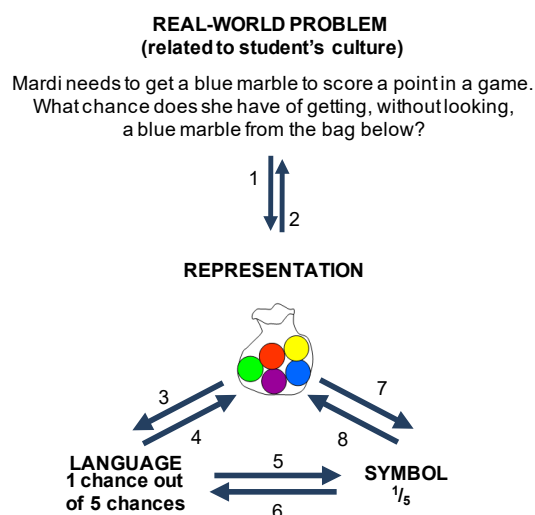 REAL-WORLD PROBLEM
(related to student's culture)
Mardi needs to get a blue marble to score a point in a game.
What chance does she have of getting, without looking,
a blue marble from the bag below?
1
2
REPRESENTATION
3
4
7
8
LANGUAGE
1 chance out
of 5 chances
5
6
SYMBOL
1/5